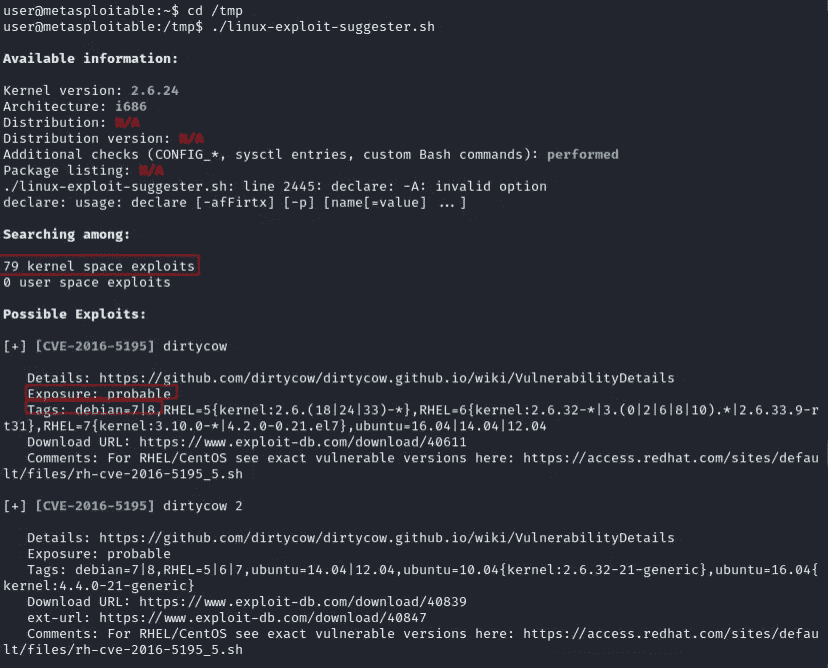 user@metasploitable:~$ cd /tmp
user@metasploitable:/tmp$ ./linux-exploit-suggester.sh
Available information:
Kernel version: 2.6.24
Architecture: i686
Distribution: N/A
Distribution version: N/A
Additional checks (CONFIG_*, sysctl entries, custom Bash commands): performed
Package listing: N/A
./linux-exploit-suggester.sh: line 2445: declare: -A: invalid option
declare: usage: declare [-afFirtx] [-p] [name[=value] ...]
Searching among:
79 kernel space exploits
0 user space exploits
Possible Exploits:
[+] [CVE-2016-5195] dirtycow
Details: https://github.com/dirtycow/dirtycow.github.io/wiki/VulnerabilityDetails
Exposure: probable
Tags: debian=7|8,RHEL=5{kernel:2.6.(18|24|33)-*},RHEL=6{kernel:2.6.32-*|3.(0|2|6|8|10).*|2.6.33.9-r
t31},RHEL=7{kernel:3.10.0-*|4.2.0-0.21.el7},ubuntu=16.04|14.04|12.04
Download URL: https://www.exploit-db.com/download/40611
Comments: For RHEL/CentOS see exact vulnerable versions here: https://access.redhat.com/sites/defau
lt/files/rh-cve-2016-5195_5.sh
[+] [CVE-2016-5195] dirtycow 2
Details: https://github.com/dirtycow/dirtycow.github.io/wiki/VulnerabilityDetails
Exposure: probable
Tags: debian=7|8,RHEL=5|6|7,ubuntu=14.04|12.04,ubuntu=10.04{kernel:2.6.32-21-generic},ubuntu=16.04{
kernel:4.4.0-21-generic}
Download URL: https://www.exploit-db.com/download/40839
ext-url: https://www.exploit-db.com/download/40847
Comments: For RHEL/CentOS see exact vulnerable versions here: https://access.redhat.com/sites/defau
lt/files/rh-cve-2016-5195_5.sh